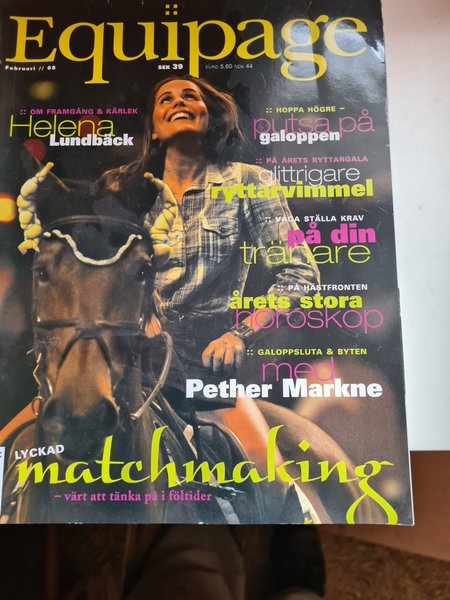 Equipage
Februari // 08
SEK 39 EURO 5,60 NOK 44
:: OM FRAMGÅNG & KÄRLEK
Helena
Lundbäck
:: HOPPA HÖGRE –
putsa på
galoppen
:: PÅ ÅRETS RYTTARGALA
glittrigare
ryttarvimmel
:: VÅGA STÄLLA KRAV
på din
tränare
:: PÅ HÄSTFRONTEN
årets stora
horoskop
:: GALOPPSLUTA & BYTEN
med
Pether Markne
LYCKAD
matchmaking
– värt att tänka på i föltider